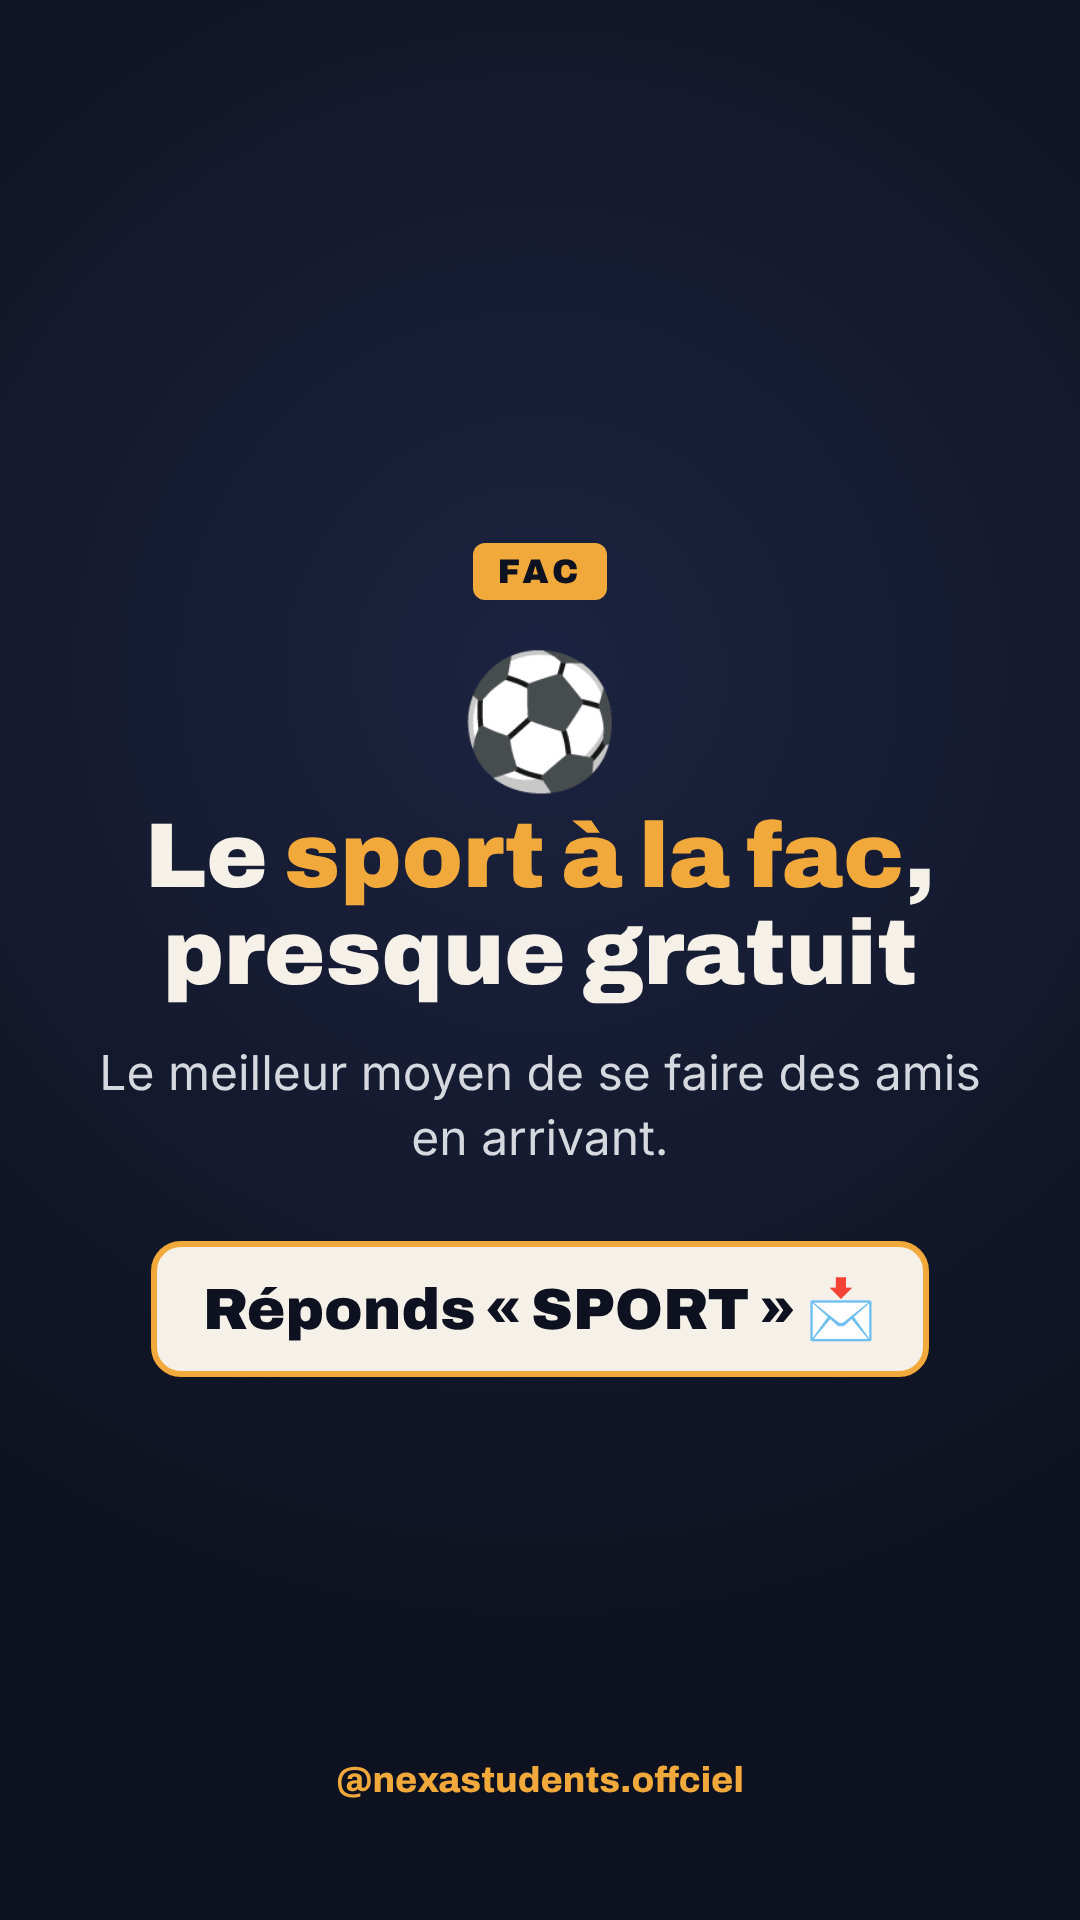 FAC
Le sport à la fac,
presque gratuit
Le meilleur moyen de se faire des amis
en arrivant.
Réponds « SPORT » 📩
@nexastudents.offciel